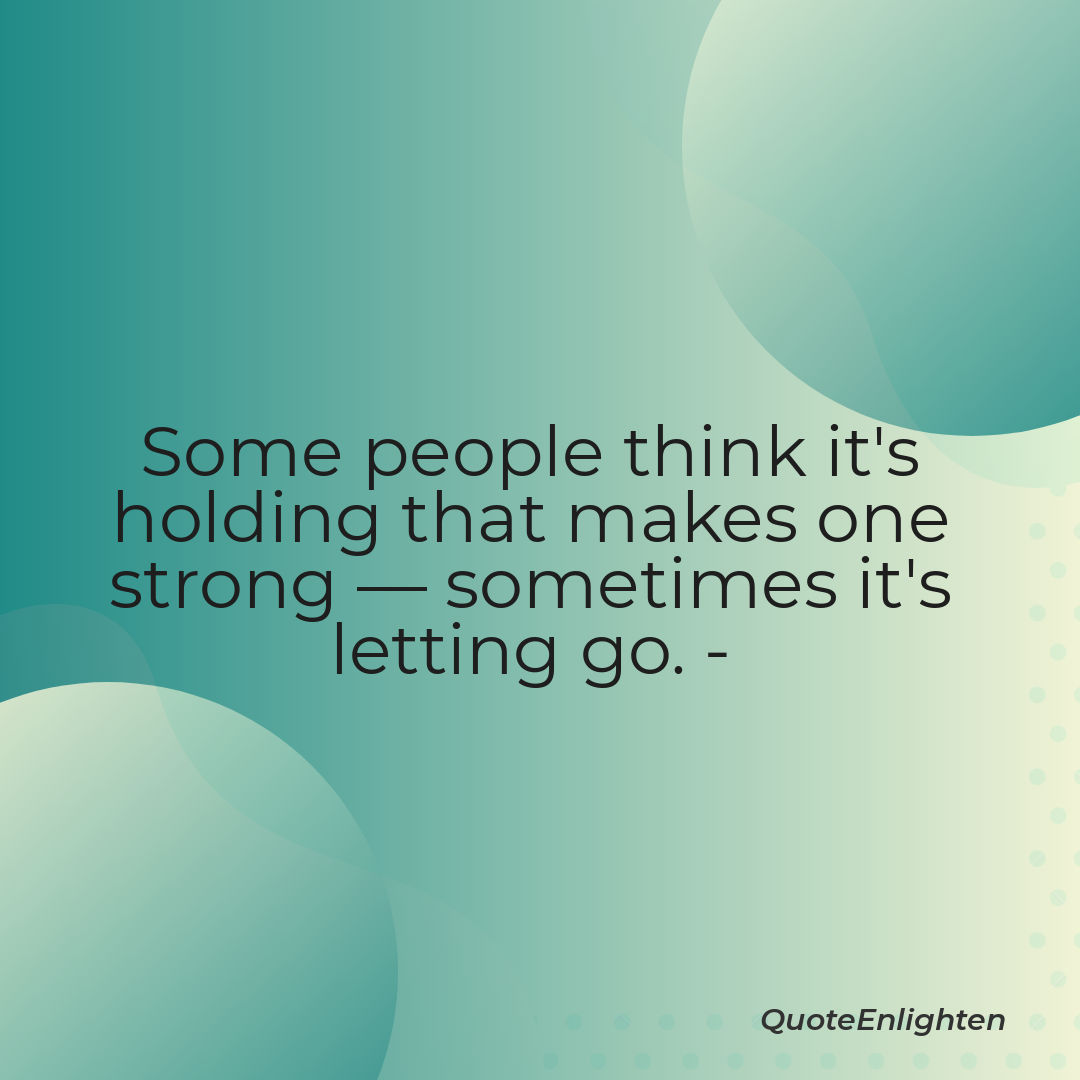 Some people think it's
holding that makes one
strong — sometimes it's
letting go. -
QuoteEnlighten